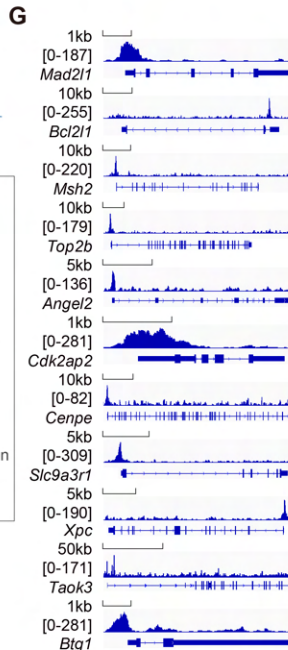 G
1kb
[0-187]
Mad2l1
10kb
[0-255]
Bcl2l1
10kb
[0-220]
Msh2
10kb
[0-179]
Top2b
5kb
[0-136]
Angel2
1kb
[0-281]
Cdk2ap2
10kb
[0-82]
Cenpe
n
5kb
[0-309]
Slc9a3r1
5kb
[0-190]
Xpc
50kb
[0-171]
Taok3
1kb
[0-281]
Btg1